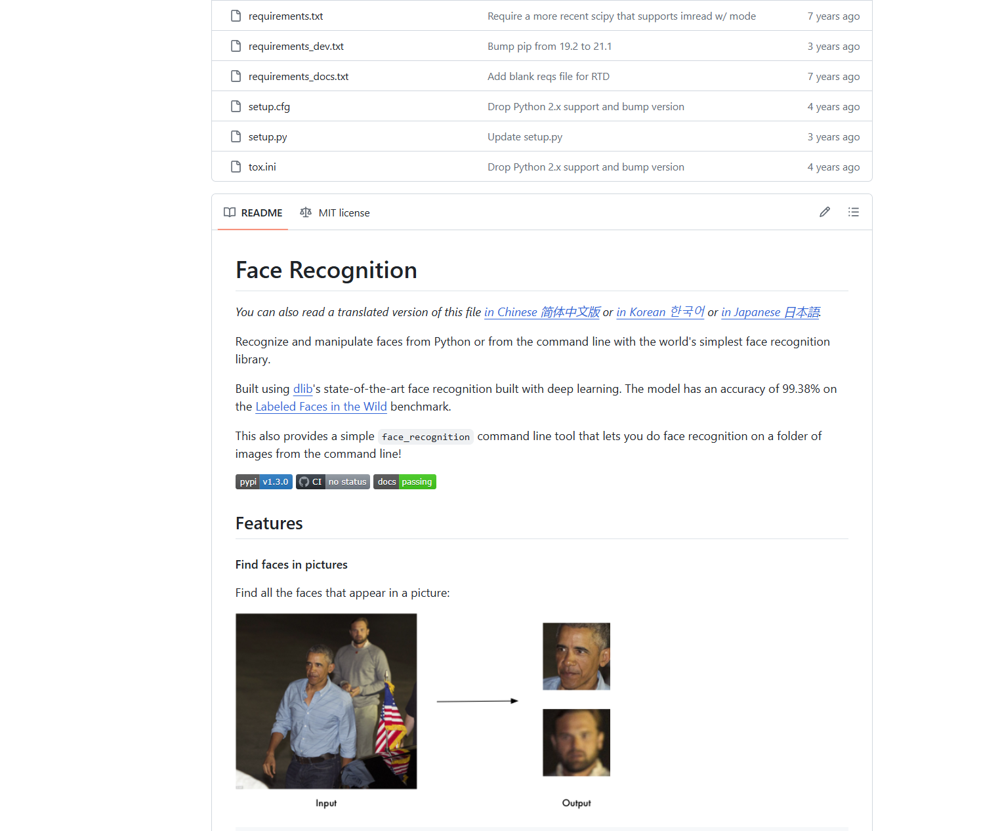 requirements.txt Require a more recent scipy that supports imread w/ mode 7 years ago
requirements_dev.txt Bump pip from 19.2 to 21.1 3 years ago
requirements_docs.txt Add blank reqs file for RTD 7 years ago
setup.cfg Drop Python 2.x support and bump version 4 years ago
setup.py Update setup.py 3 years ago
tox.ini Drop Python 2.x support and bump version 4 years ago
README MIT license
Face Recognition
You can also read a translated version of this file in Chinese 简体中文版 or in Korean 한국어 or in Japanese 日本語.
Recognize and manipulate faces from Python or from the command line with the world's simplest face recognition
library.
Built using dlib's state-of-the-art face recognition built with deep learning. The model has an accuracy of 99.38% on
the Labeled Faces in the Wild benchmark.
This also provides a simple face_recognition command line tool that lets you do face recognition on a folder of
images from the command line!
pypi v1.3.0 CI no status docs passing
Features
Find faces in pictures
Find all the faces that appear in a picture:
Input Output